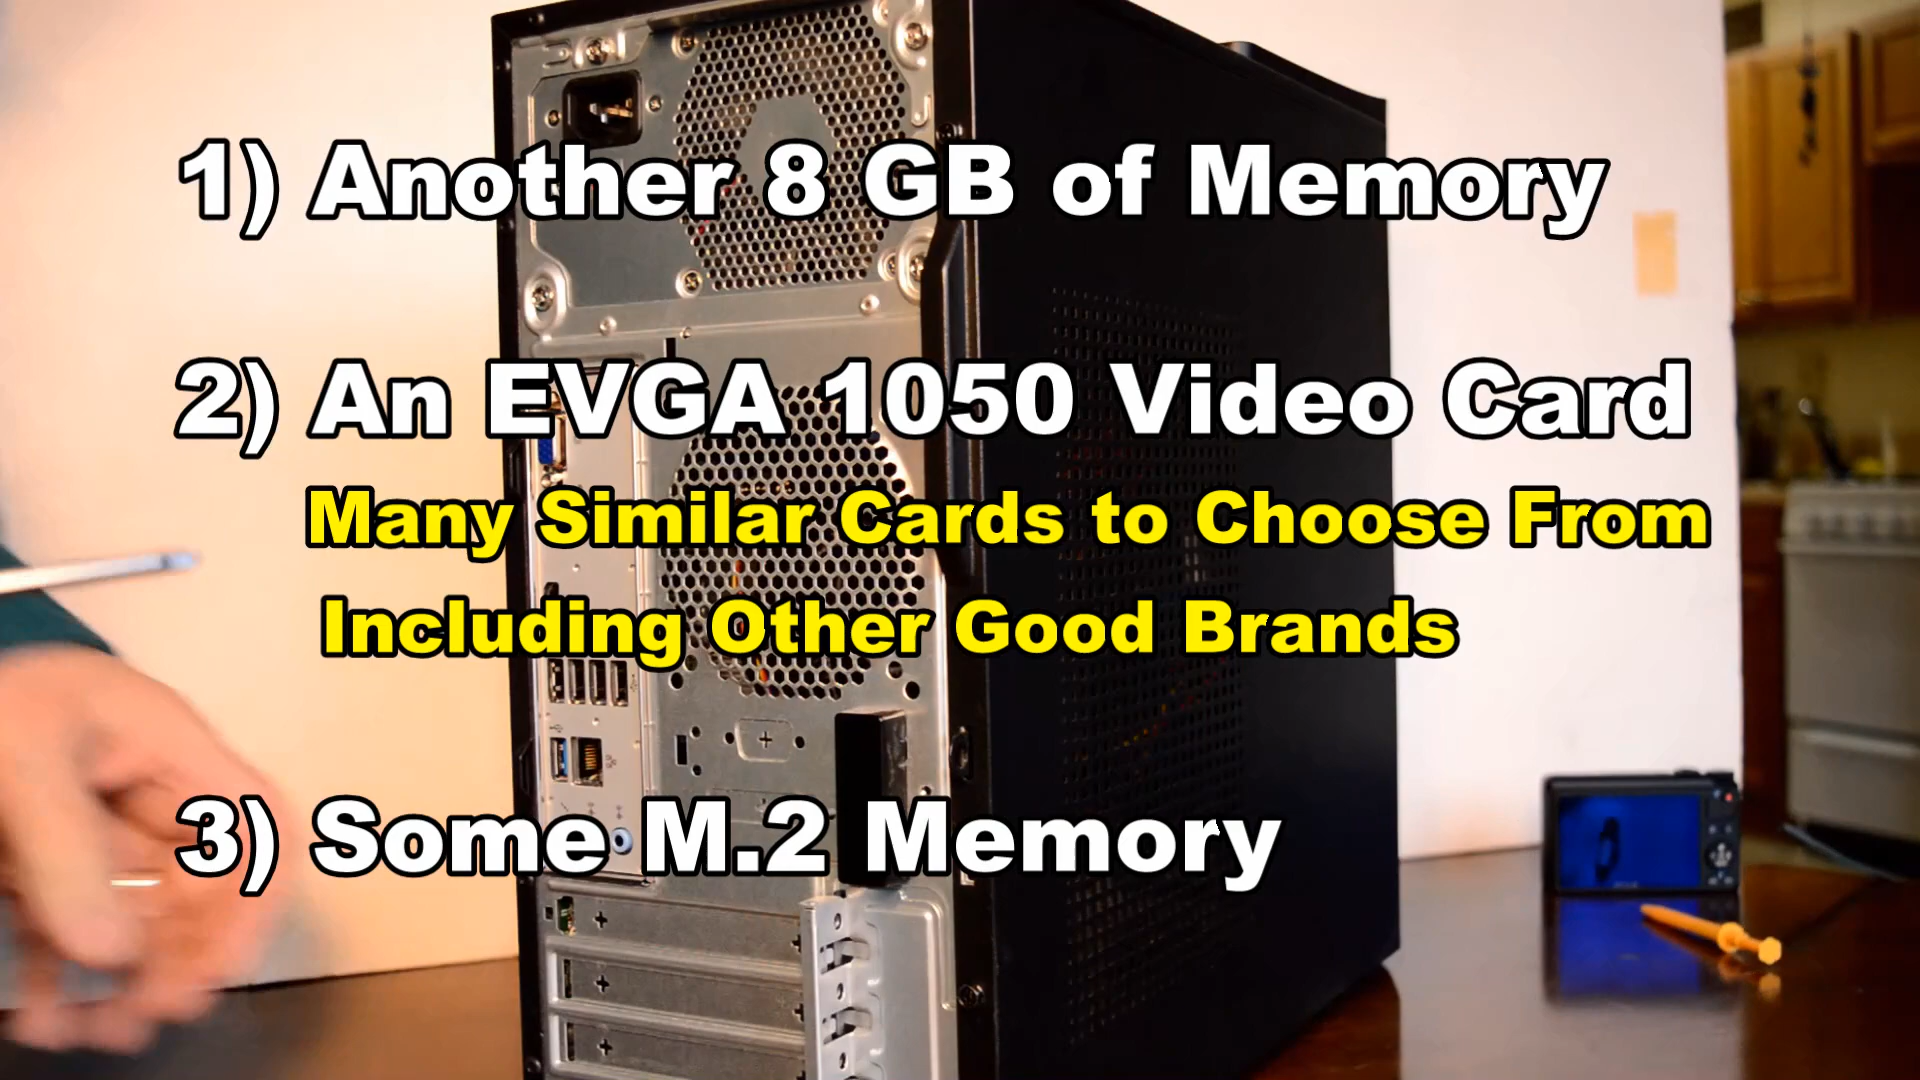 1) Another 8 GB of Memory
2) An EVGA 1050 Video Card
Many Similar Cards to Choose From
Including Other Good Brands
3) Some M.2 Memory